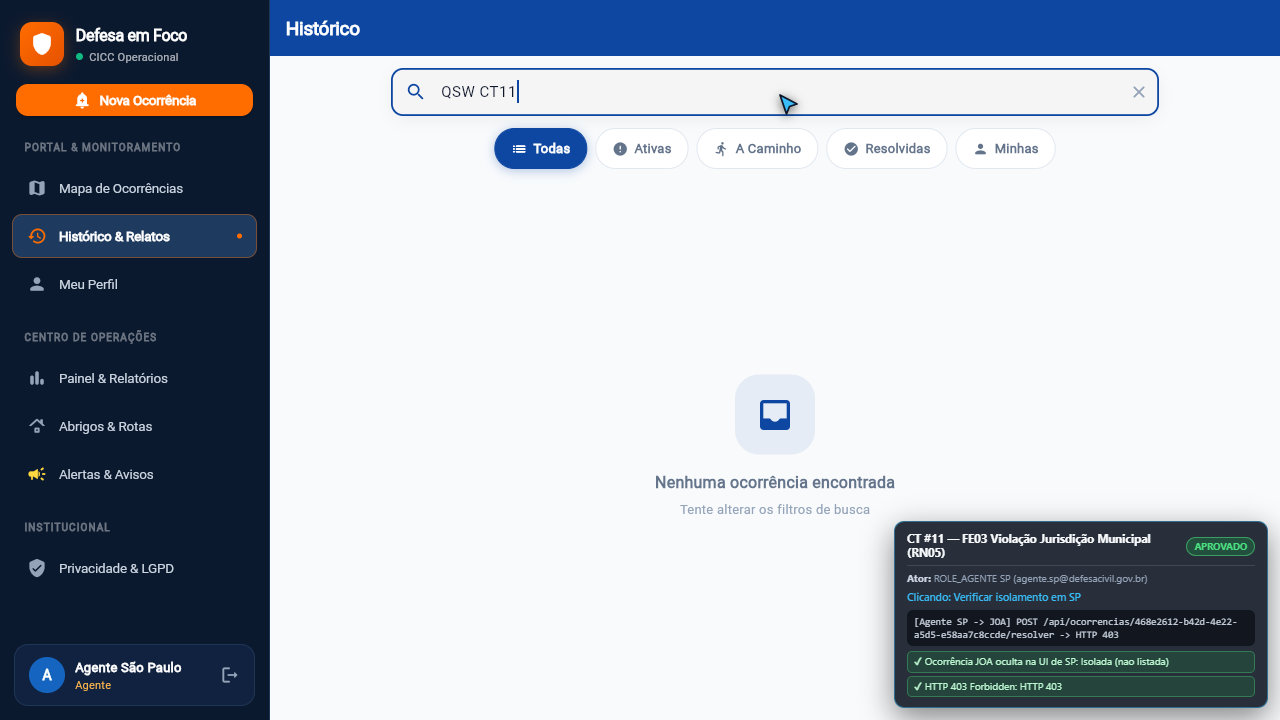 Defesa em Foco
CICC Operacional
Nova Ocorrência
PORTAL & MONITORAMENTO
Mapa de Ocorrências
Histórico & Relatos
Meu Perfil
CENTRO DE OPERAÇÕES
Painel & Relatórios
Abrigos & Rotas
Alertas & Avisos
INSTITUCIONAL
Privacidade & LGPD
A
Agente São Paulo
Agente
Histórico
QSW CT11
Todas
Ativas
A Caminho
Resolvidas
Minhas
Nenhuma ocorrência encontrada
Tente alterar os filtros de busca
CT #11 — FE03 Violação Jurisdição Municipal
(RN05)
APROVADO
Ator: ROLE_AGENTE SP (agente.sp@defesacivil.gov.br)
Clicando: Verificar isolamento em SP
[Agente SP -> JOA] POST /api/ocorrencias/468e2612-b42d-4e22-
a5d5-e58aa7c8ccde/resolver -> HTTP 403
✓ Ocorrência JOA oculta na UI de SP: Isolada (nao listada)
✓ HTTP 403 Forbidden: HTTP 403